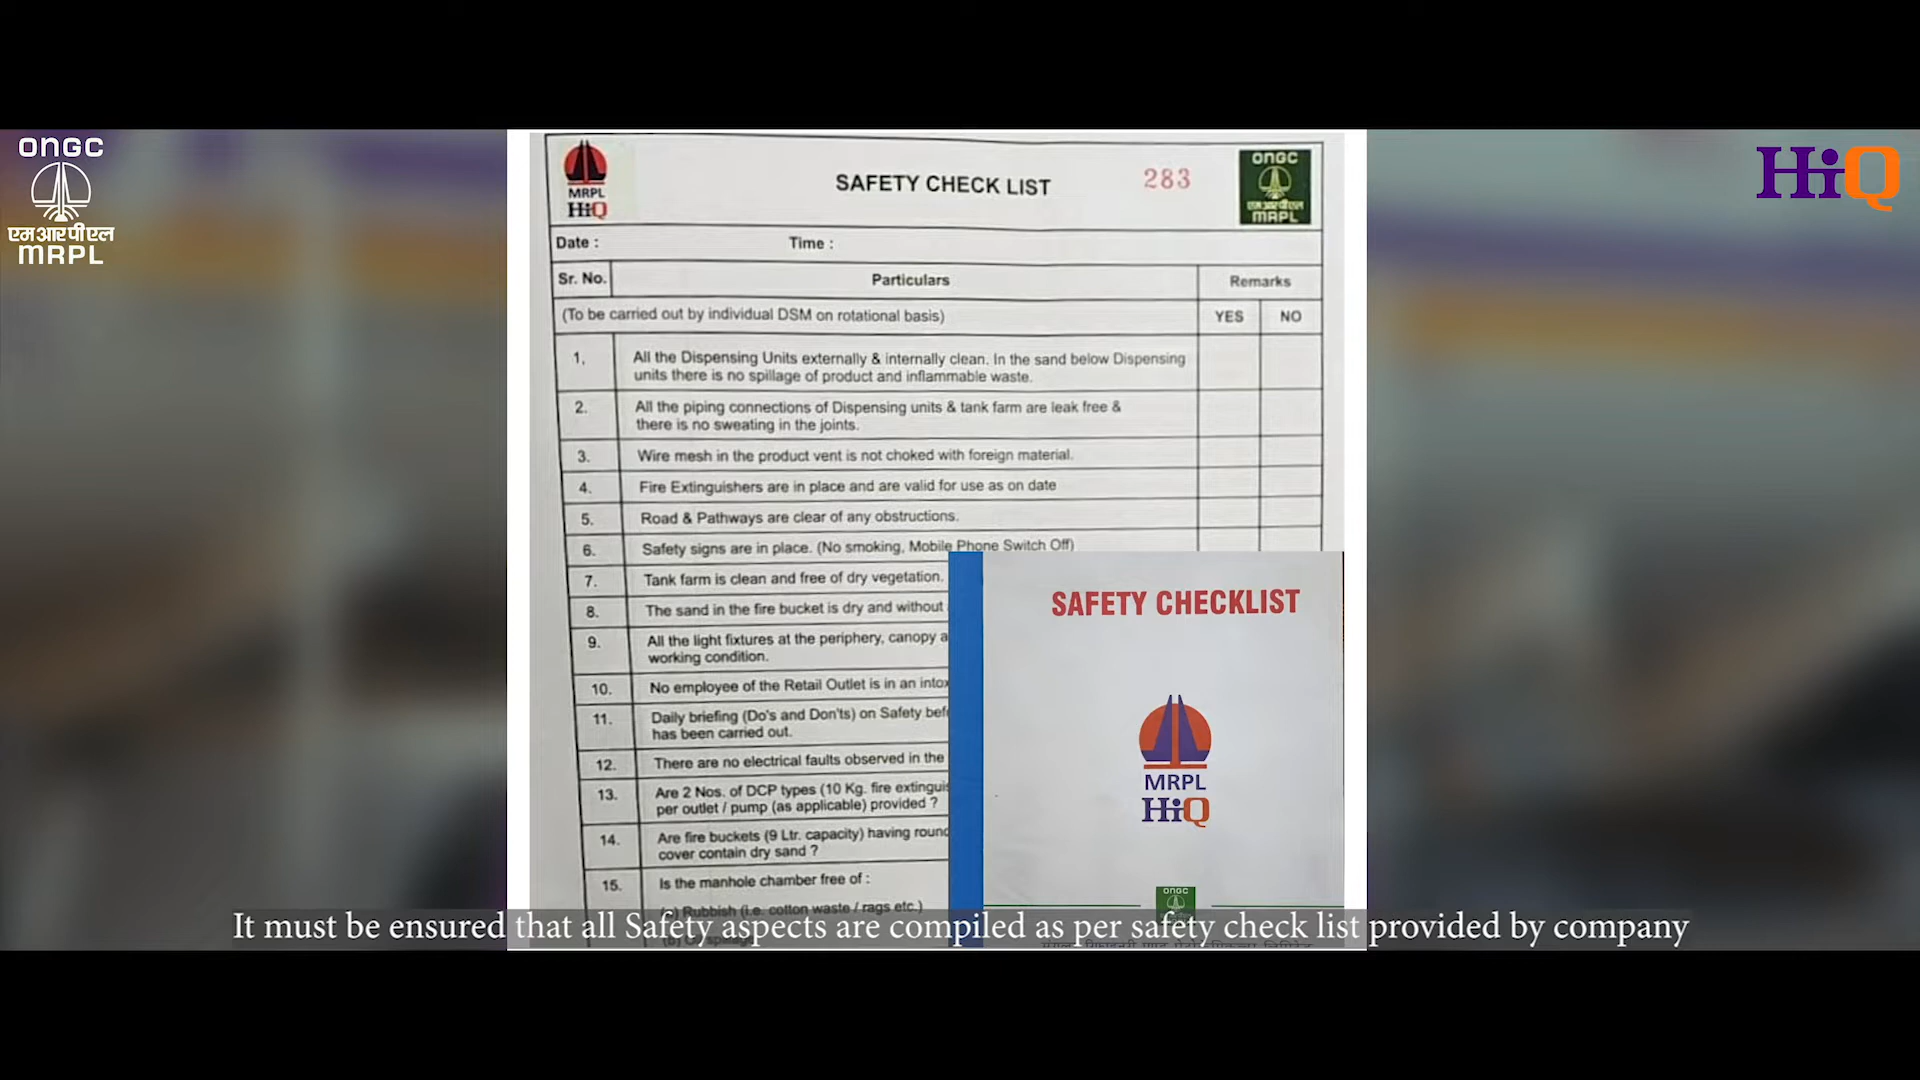 ONGC
एमआरपीएल
MRPL
HiQ
MRPL
HiQ
SAFETY CHECK LIST
283
ONGC
एमआरपीएल
MRPL
Date :
Time :
Sr. No.
Particulars
Remarks
(To be carried out by individual DSM on rotational basis)
YES
NO
1.
All the Dispensing Units externally & internally clean. In the sand below Dispensing
units there is no spillage of product and inflammable waste.
2.
All the piping connections of Dispensing units & tank farm are leak free &
there is no sweating in the joints.
3.
Wire mesh in the product vent is not choked with foreign material.
4.
Fire Extinguishers are in place and are valid for use as on date
5.
Road & Pathways are clear of any obstructions.
6.
Safety signs are in place. (No smoking, Mobile Phone Switch Off)
7.
Tank farm is clean and free of dry vegetation.
8.
The sand in the fire bucket is dry and without
9.
All the light fixtures at the periphery, canopy
working condition.
10.
No employee of the Retail Outlet is in an
11.
Daily briefing (Do's and Don'ts) on Safety
has been carried out.
12.
There are no electrical faults observed in the
13.
Are 2 Nos. of DCP types (10 Kg. fire
per outlet / pump (as applicable) provided ?
14.
Are fire buckets (9 Ltr. capacity) having round
cover contain dry sand ?
15.
Is the manhole chamber free of :
Rubbish (i.e. cotton waste / rags etc.)
SAFETY CHECKLIST
MRPL
HiQ
ONGC
It must be ensured that all Safety aspects are compiled as per safety check list provided by company